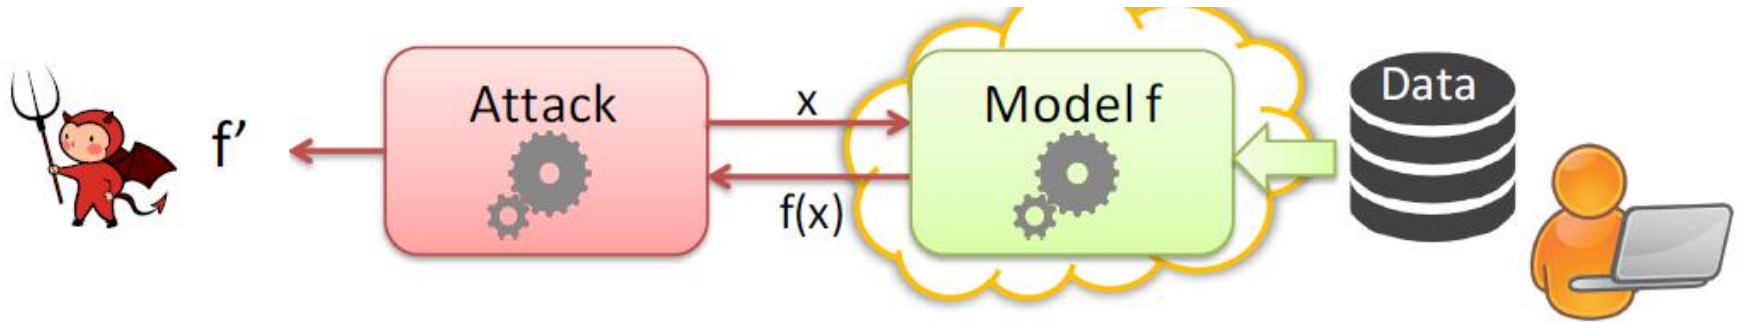 f’
Attack
x
f(x)
Model f
Data